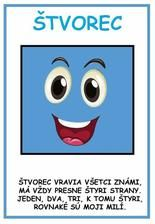 ŠTVOREC
ŠTVOREC VRAVIA VŠETCI ZNÁMI,
MÁ VŽDY PRESNE ŠTYRI STRANY.
JEDEN, DVA, TRI, K TOMU ŠTYRI,
ROVNAKÉ SÚ MOJI MILÍ.